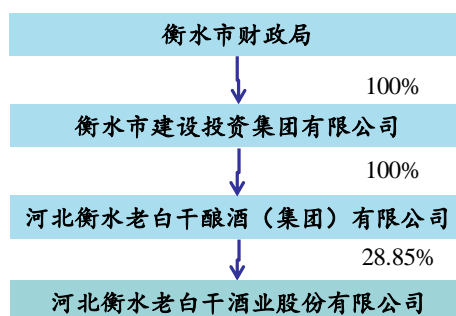 衡水市财政局
100%
衡水市建设投资集团有限公司
100%
河北衡水老白干酿酒（集团）有限公司
28.85%
河北衡水老白干酒业股份有限公司